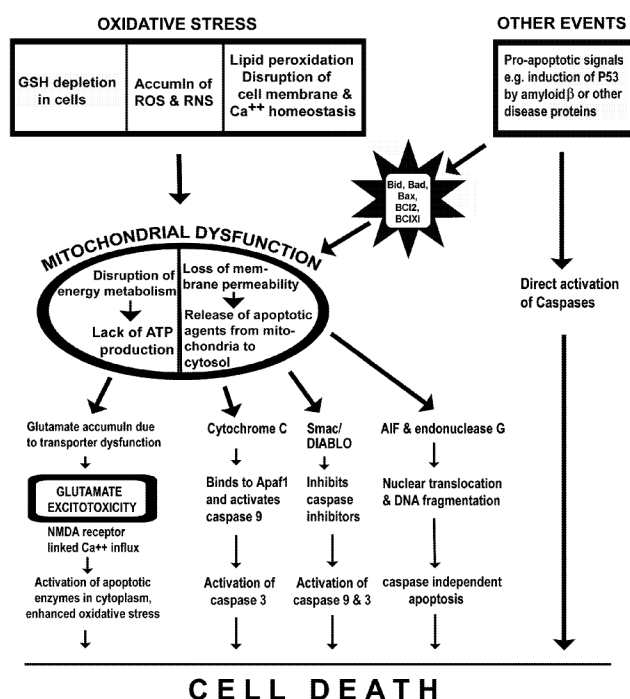 OXIDATIVE STRESS
GSH depletion
in cells
Accumln of
ROS & RNS
Lipid peroxidation
Disruption of
cell membrane &
Ca++ homeostasis
OTHER EVENTS
Pro-apoptotic signals
e.g. induction of P53
by amyloid β or other
disease proteins
Bid, Bad,
Bax,
BCl2,
BClXl
MITOCHONDRIAL DYSFUNCTION
Disruption of
energy metabolism
Lack of ATP
production
Loss of mem-
brane permeability
Release of apoptotic
agents from mito-
chondria to
cytosol
Direct activation
of Caspases
Glutamate accumuln due
to transporter dysfunction
GLUTAMATE
EXCITOTOXICITY
NMDA receptor
linked Ca++ influx
Activation of apoptotic
enzymes in cytoplasm,
enhanced oxidative stress
Cytochrome C
Binds to Apaf1
and activates
caspase 9
Activation of
caspase 3
Smac/
DIABLO
Inhibits
caspase
inhibitors
Activation of
caspase 9 & 3
AIF & endonuclease G
Nuclear translocation
& DNA fragmentation
caspase independent
apoptosis
CELL DEATH